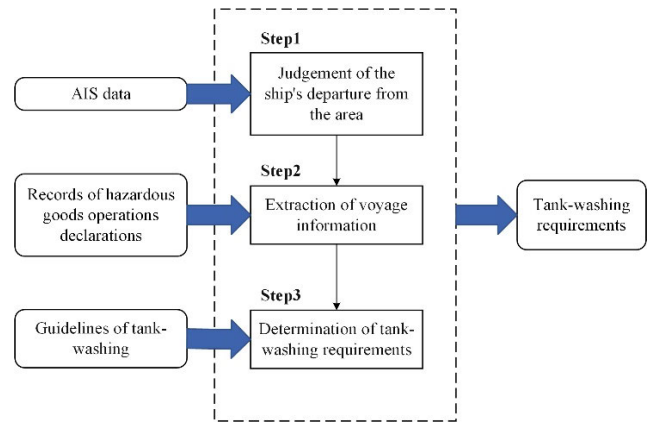 Step1
AIS data
Judgement of the
ship's departure from
the area
Step2
Records of hazardous
goods operations
declarations
Extraction of voyage
information
Tank-washing
requirements
Step3
Guidelines of tank-
washing
Determination of tank-
washing requirements